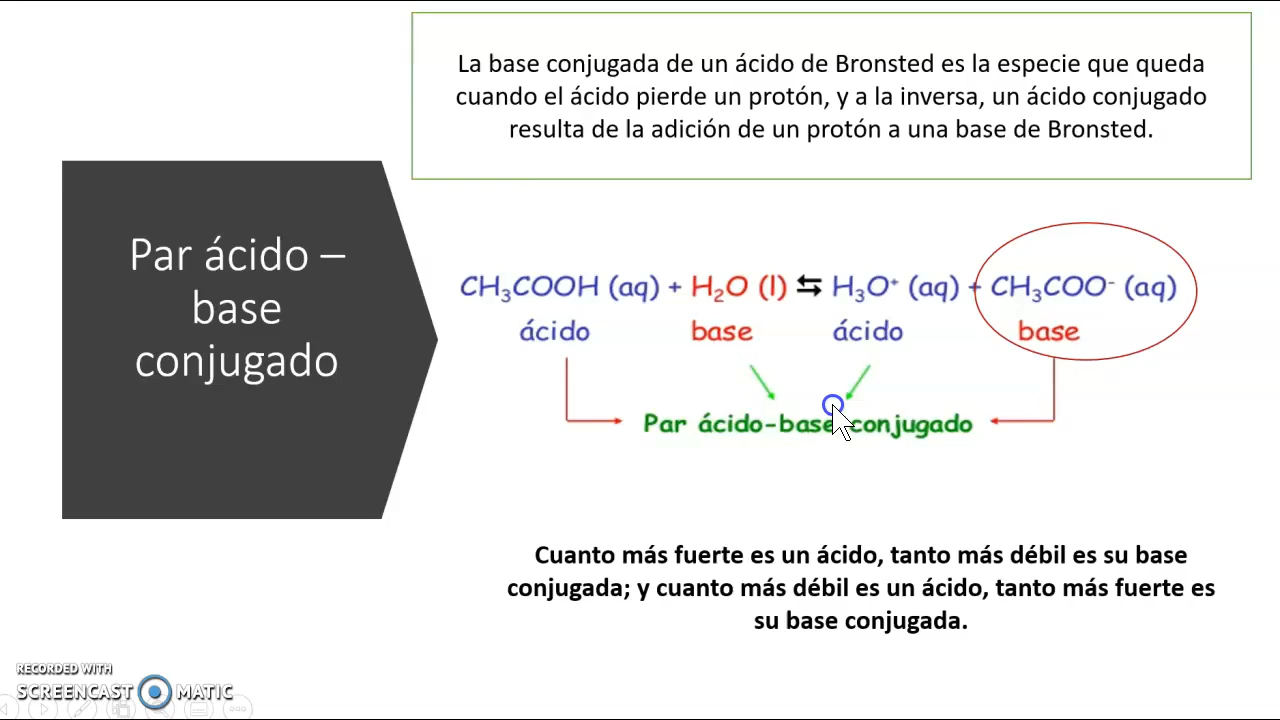 La base conjugada de un ácido de Bronsted es la especie que queda
cuando el ácido pierde un protón, y a la inversa, un ácido conjugado
resulta de la adición de un protón a una base de Bronsted.
Par ácido –
base
conjugado
CH₃COOH (aq) + H₂O (l) ⇆ H₃O⁺ (aq) + CH₃COO⁻ (aq)
ácido base ácido base
Par ácido-base conjugado
Cuanto más fuerte es un ácido, tanto más débil es su base
conjugada; y cuanto más débil es un ácido, tanto más fuerte es
su base conjugada.
RECORDED WITH
SCREENCAST MATIC